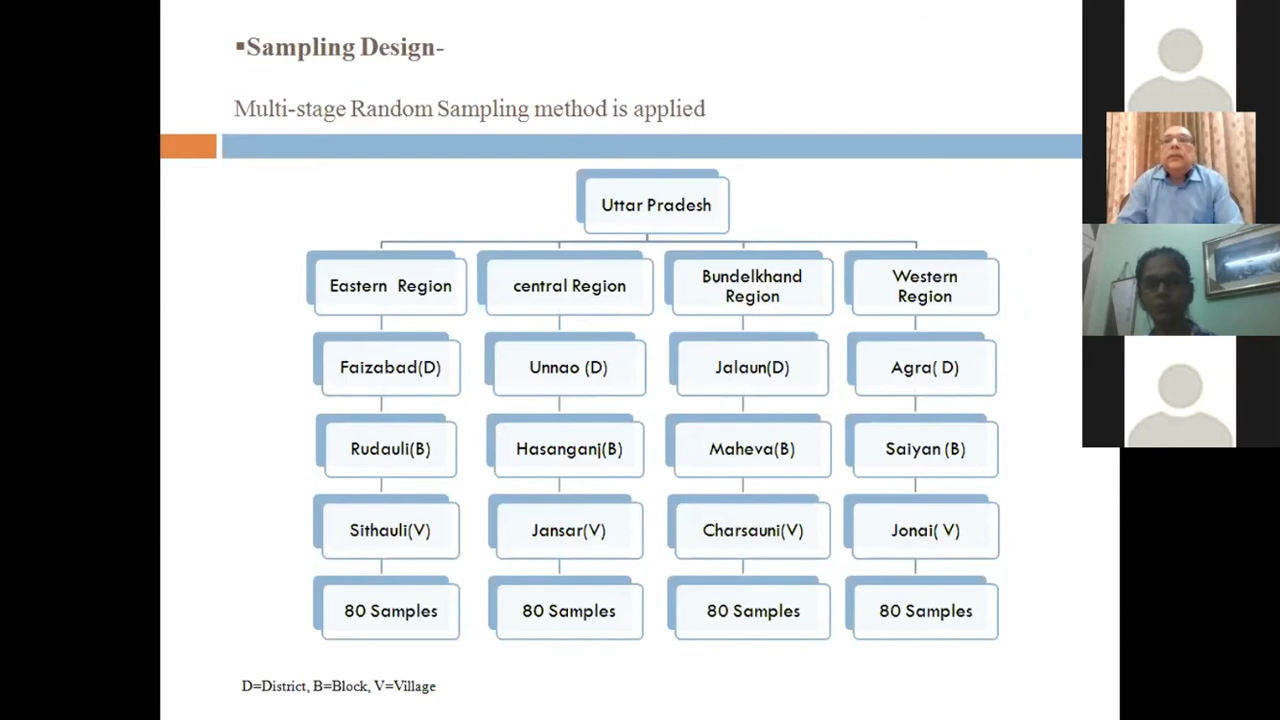 ▪Sampling Design-
Multi-stage Random Sampling method is applied
Uttar Pradesh
Eastern Region
central Region
Bundelkhand
Region
Western
Region
Faizabad(D)
Unnao (D)
Jalaun(D)
Agra( D)
Rudauli(B)
Hasanganj(B)
Maheva(B)
Saiyan (B)
Sithauli(V)
Jansar(V)
Charsauni(V)
Jonai( V)
80 Samples
80 Samples
80 Samples
80 Samples
D=District, B=Block, V=Village